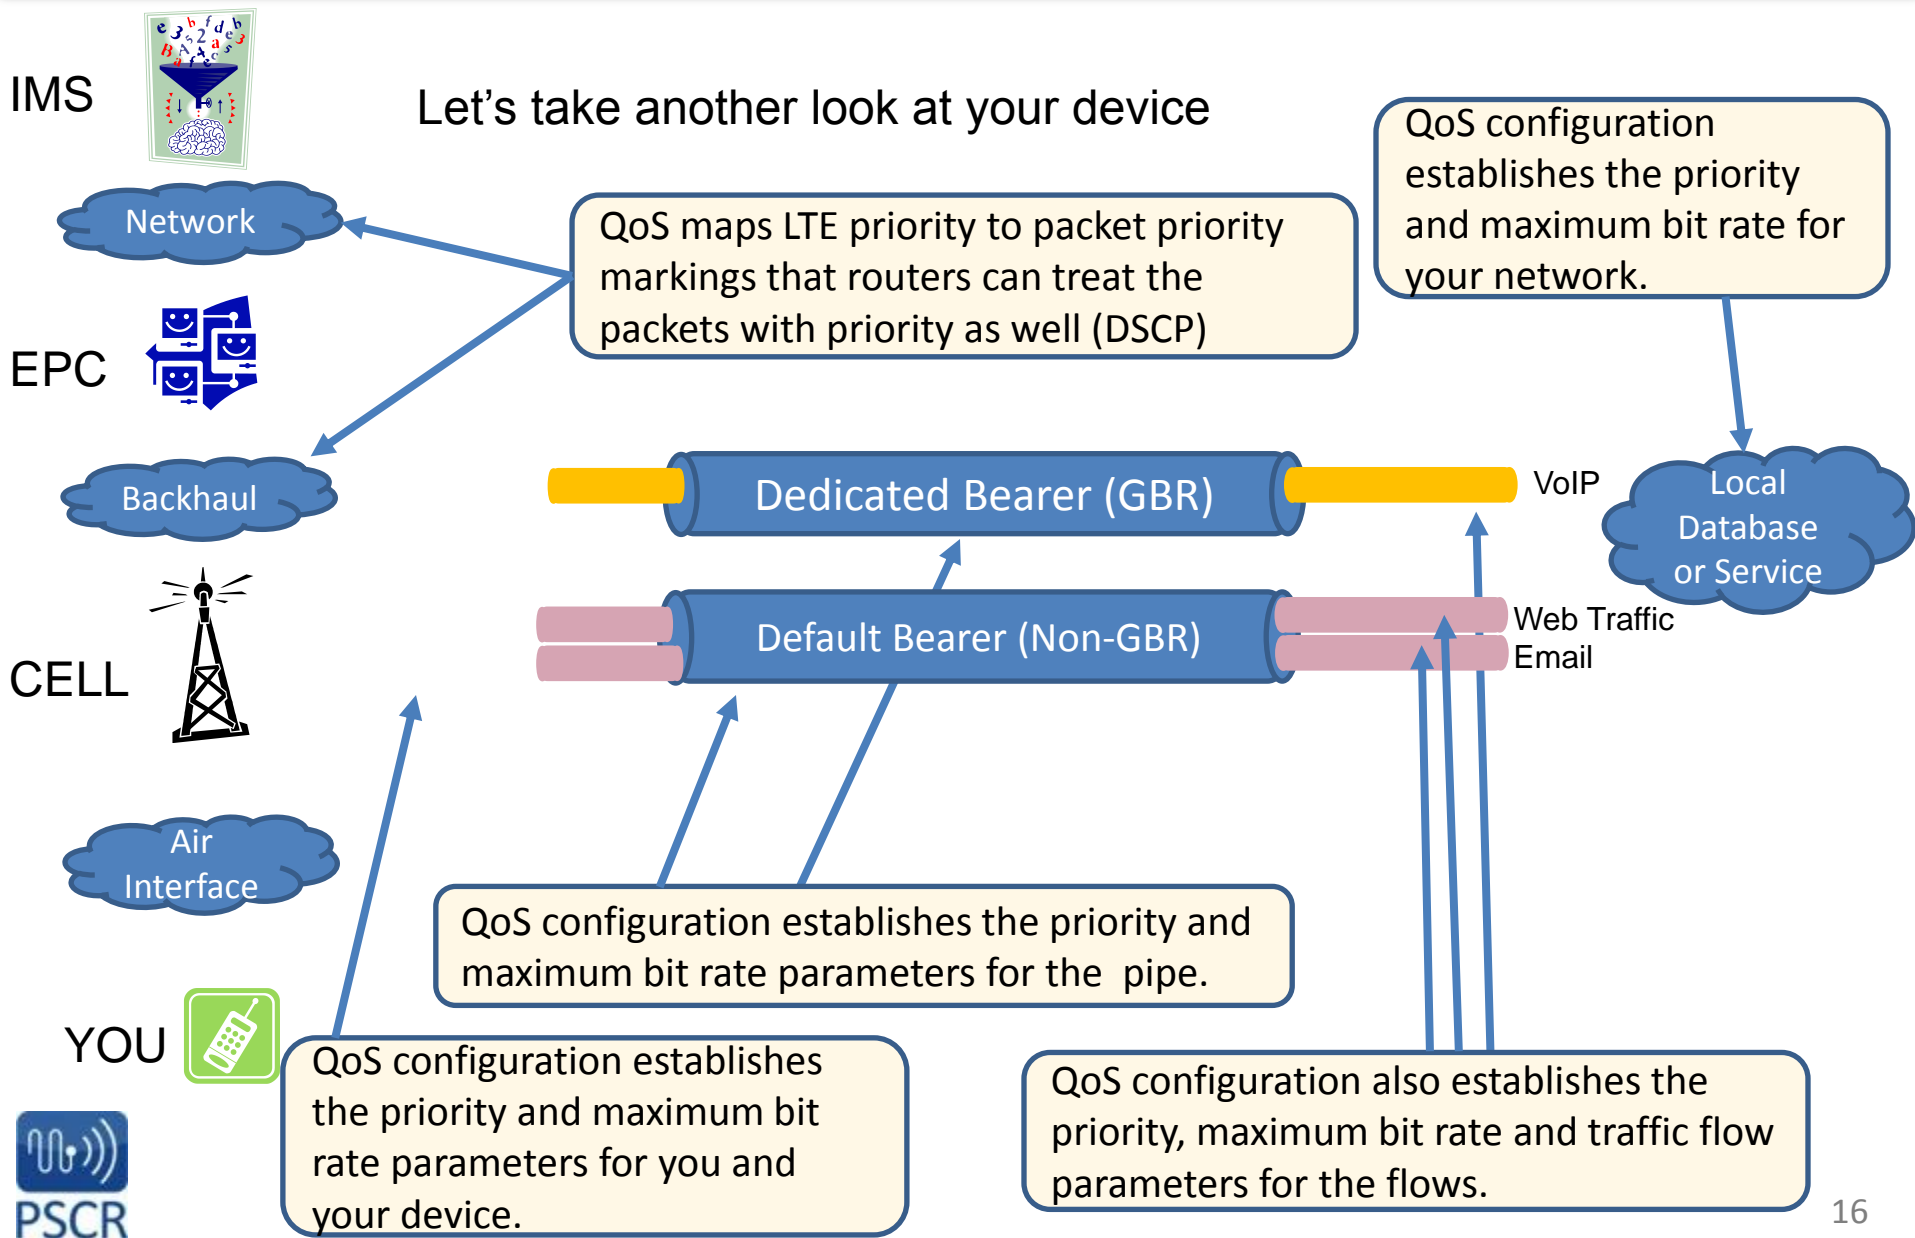 IMS
Let's take another look at your device
QoS configuration
establishes the priority
and maximum bit rate for
your network.
Network
QoS maps LTE priority to packet priority
markings that routers can treat the
packets with priority as well (DSCP)
EPC
Backhaul
Dedicated Bearer (GBR)
VoIP
Local
Database
or Service
Default Bearer (Non-GBR)
Web Traffic
Email
CELL
Air
Interface
QoS configuration establishes the priority and
maximum bit rate parameters for the  pipe.
YOU
QoS configuration establishes
the priority and maximum bit
rate parameters for you and
your device.
QoS configuration also establishes the
priority, maximum bit rate and traffic flow
parameters for the flows.
PSCR
16